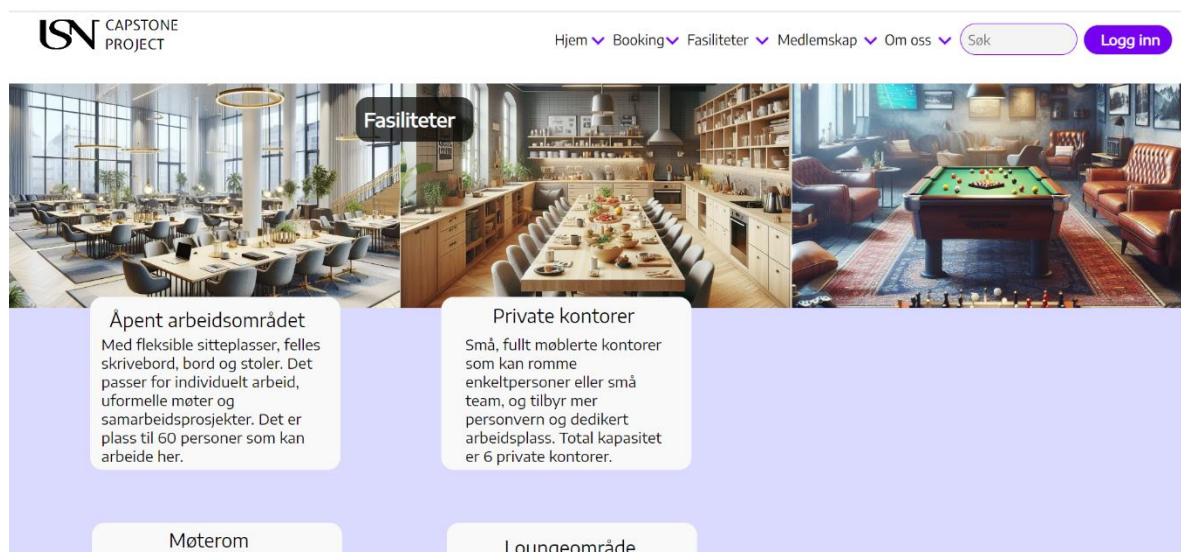 USN CAPSTONE
PROJECT
Hjem Booking Fasiliteter Medlemskap Om oss Søk Logg inn
Fasiliteter
Åpent arbeidsområdet
Med fleksible sitteplasser, felles
skrivebord, bord og stoler. Det
passer for individuelt arbeid,
uformelle møter og
samarbeidsprosjekter. Det er
plass til 60 personer som kan
arbeide her.
Private kontorer
Små, fullt møblerte kontorer
som kan romme
enkeltpersoner eller små
team, og tilbyr mer
personvern og dedikert
arbeidsplass. Total kapasitet
er 6 private kontorer.
Møterom
Loungeområde